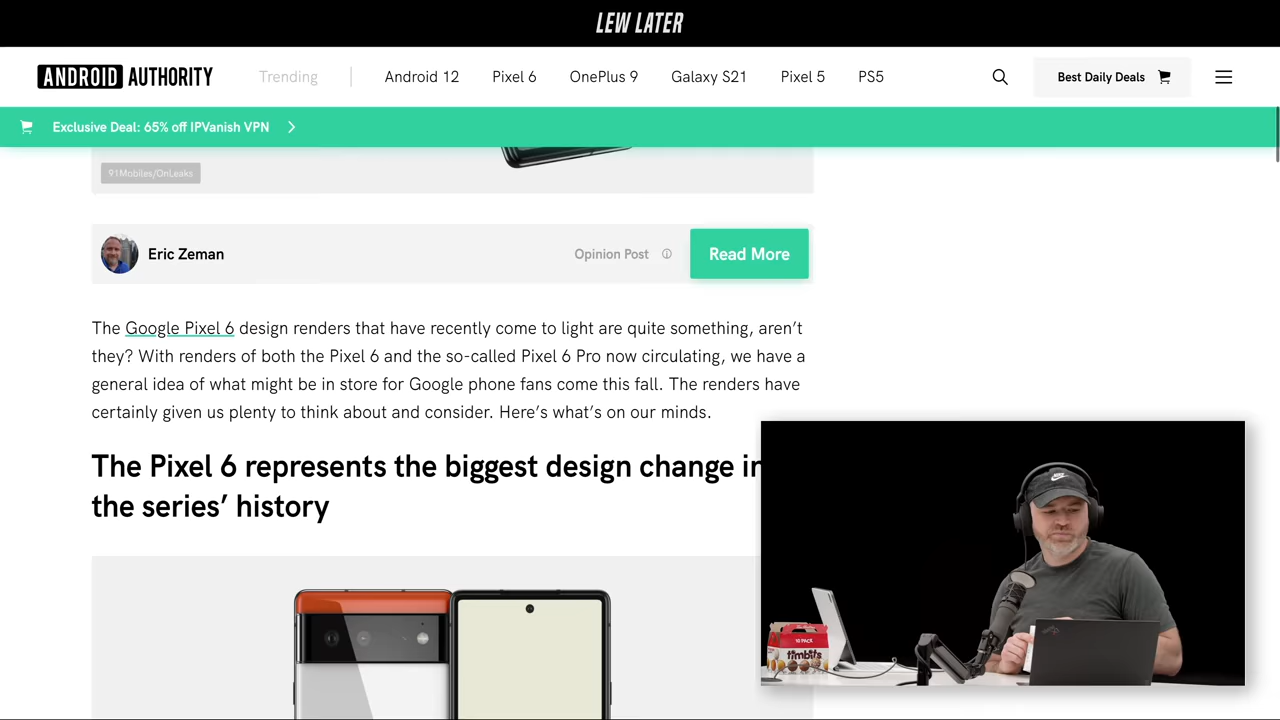 LEW LATER
ANDROID AUTHORITY
Trending
Android 12
Pixel 6
OnePlus 9
Galaxy S21
Pixel 5
PS5
Best Daily Deals
Exclusive Deal: 65% off IPVanish VPN
91Mobiles/OnLeaks
Eric Zeman
Opinion Post
Read More
The Google Pixel 6 design renders that have recently come to light are quite something, aren’t
they? With renders of both the Pixel 6 and the so-called Pixel 6 Pro now circulating, we have a
general idea of what might be in store for Google phone fans come this fall. The renders have
certainly given us plenty to think about and consider. Here’s what’s on our minds.
The Pixel 6 represents the biggest design change in
the series’ history
10 PACK
timbits